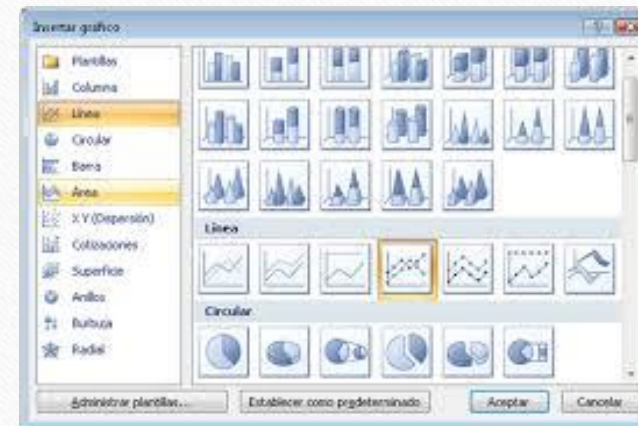 Insertar gráfico
Plantillas
Columna
Línea
Circular
Barra
Área
X Y (Dispersión)
Cotizaciones
Superficie
Anillos
Burbuja
Radial
Línea
Circular
Administrar plantillas...
Establecer como predeterminado
Aceptar
Cancelar